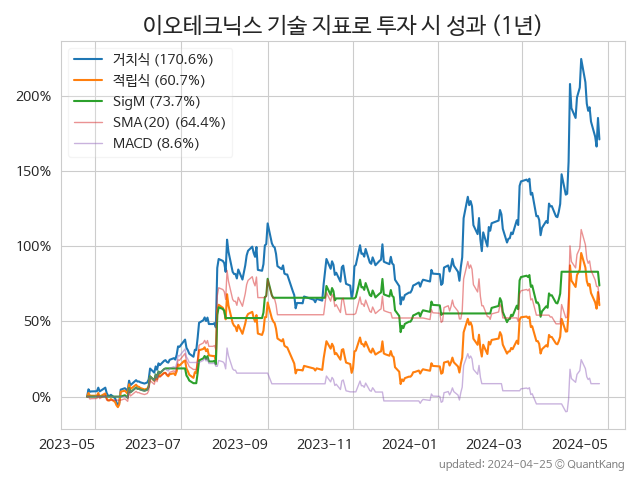 이오테크닉스 기술 지표로 투자 시 성과 (1년)
거치식 (170.6%)
적립식 (60.7%)
SigM (73.7%)
SMA(20) (64.4%)
MACD (8.6%)
200%
150%
100%
50%
0%
2023-05 2023-07 2023-09 2023-11 2024-01 2024-03 2024-05
updated: 2024-04-25 © QuantKang